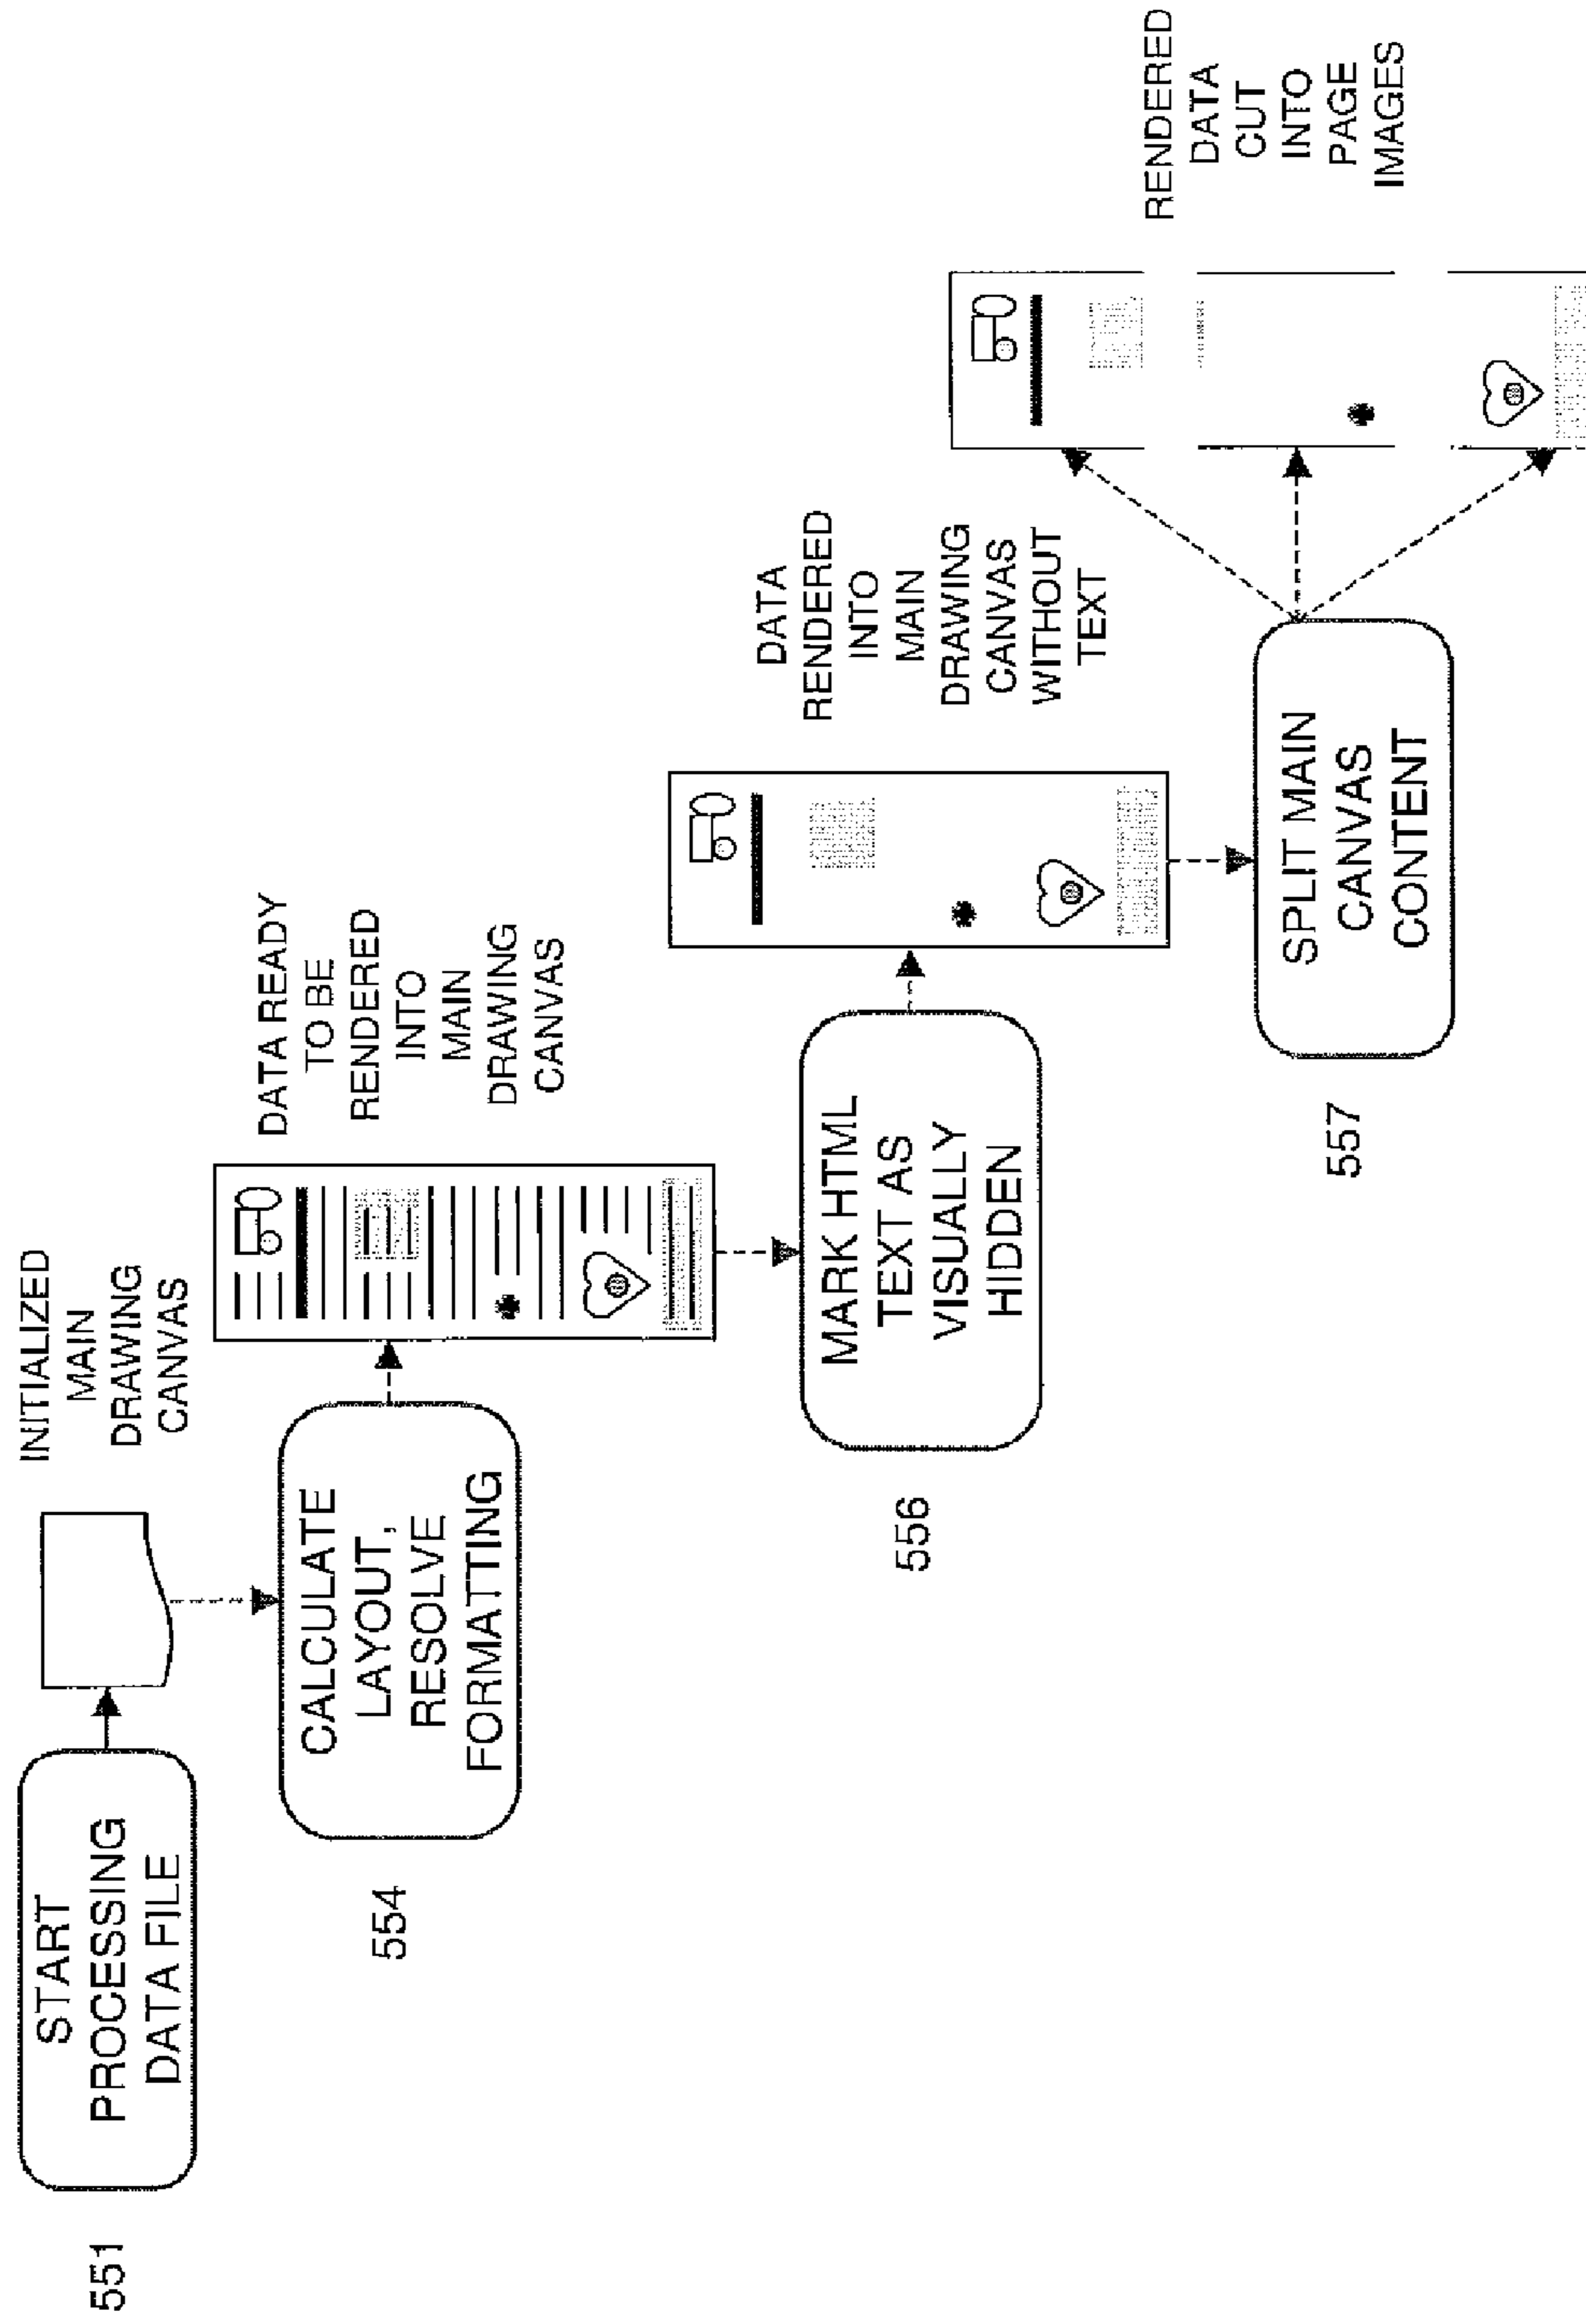 551
START
PROCESSING
DATA FILE
INITIALIZED
MAIN
DRAWING
CANVAS
554
CALCULATE
LAYOUT,
RESOLVE
FORMATTING
DATA READY
TO BE
RENDERED
INTO
MAIN
DRAWING
CANVAS
556
MARK HTML
TEXT AS
VISUALLY
HIDDEN
DATA
RENDERED
INTO
MAIN
DRAWING
CANVAS
WITHOUT
TEXT
557
SPLIT MAIN
CANVAS
CONTENT
RENDERED
DATA
CUT
INTO
PAGE
IMAGES